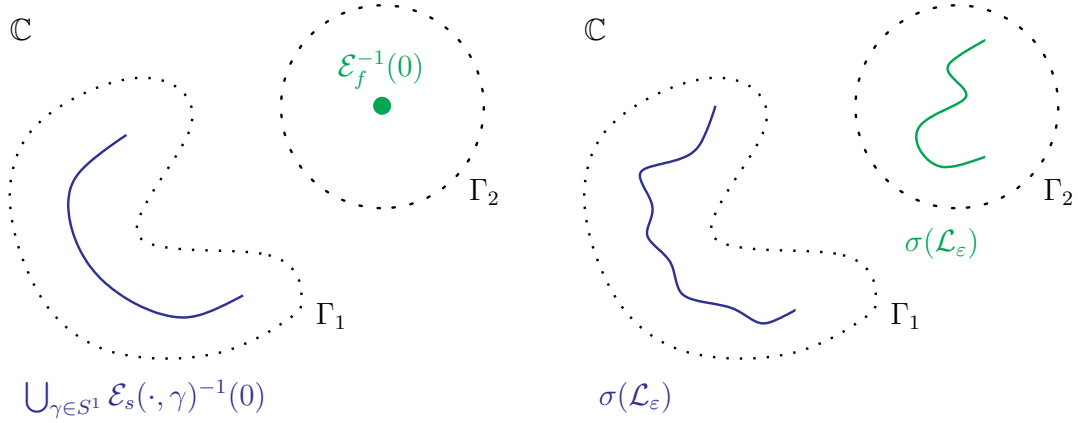 ℂ
ℰ_f^{-1}(0)
Γ_2
Γ_1
⋃_{γ∈S^1} ℰ_s(·, γ)^{-1}(0)
ℂ
Γ_2
σ(ℒ_ε)
Γ_1
σ(ℒ_ε)